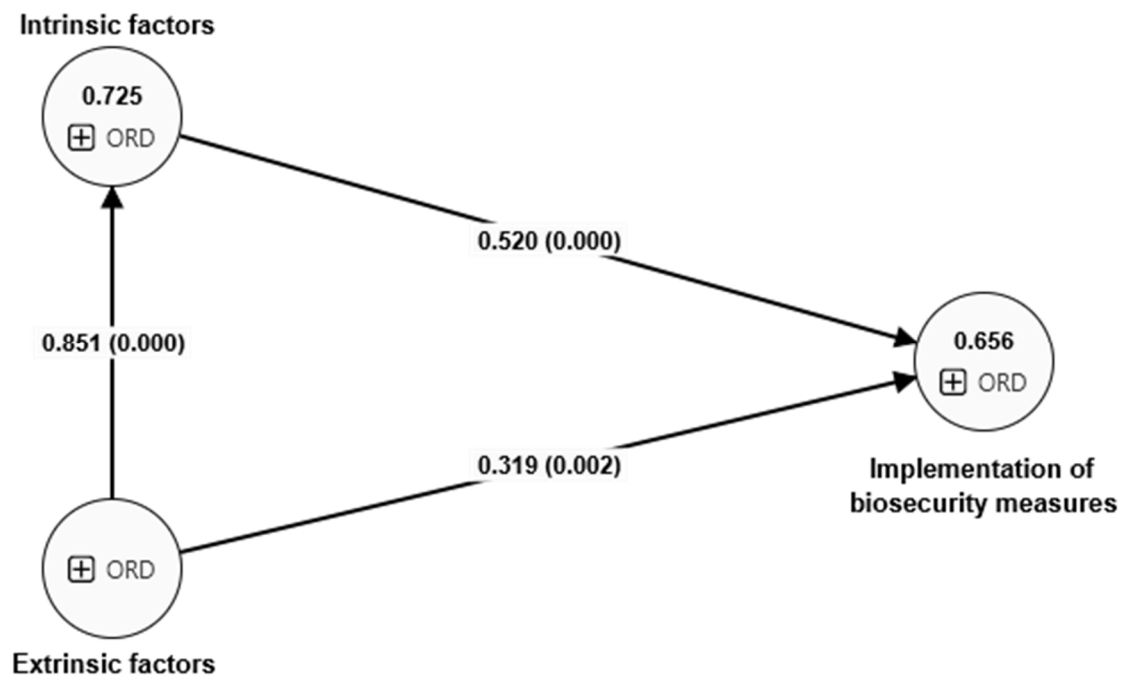 Intrinsic factors
0.725
ORD
0.520 (0.000)
0.851 (0.000)
0.656
ORD
0.319 (0.002)
Implementation of
biosecurity measures
ORD
Extrinsic factors